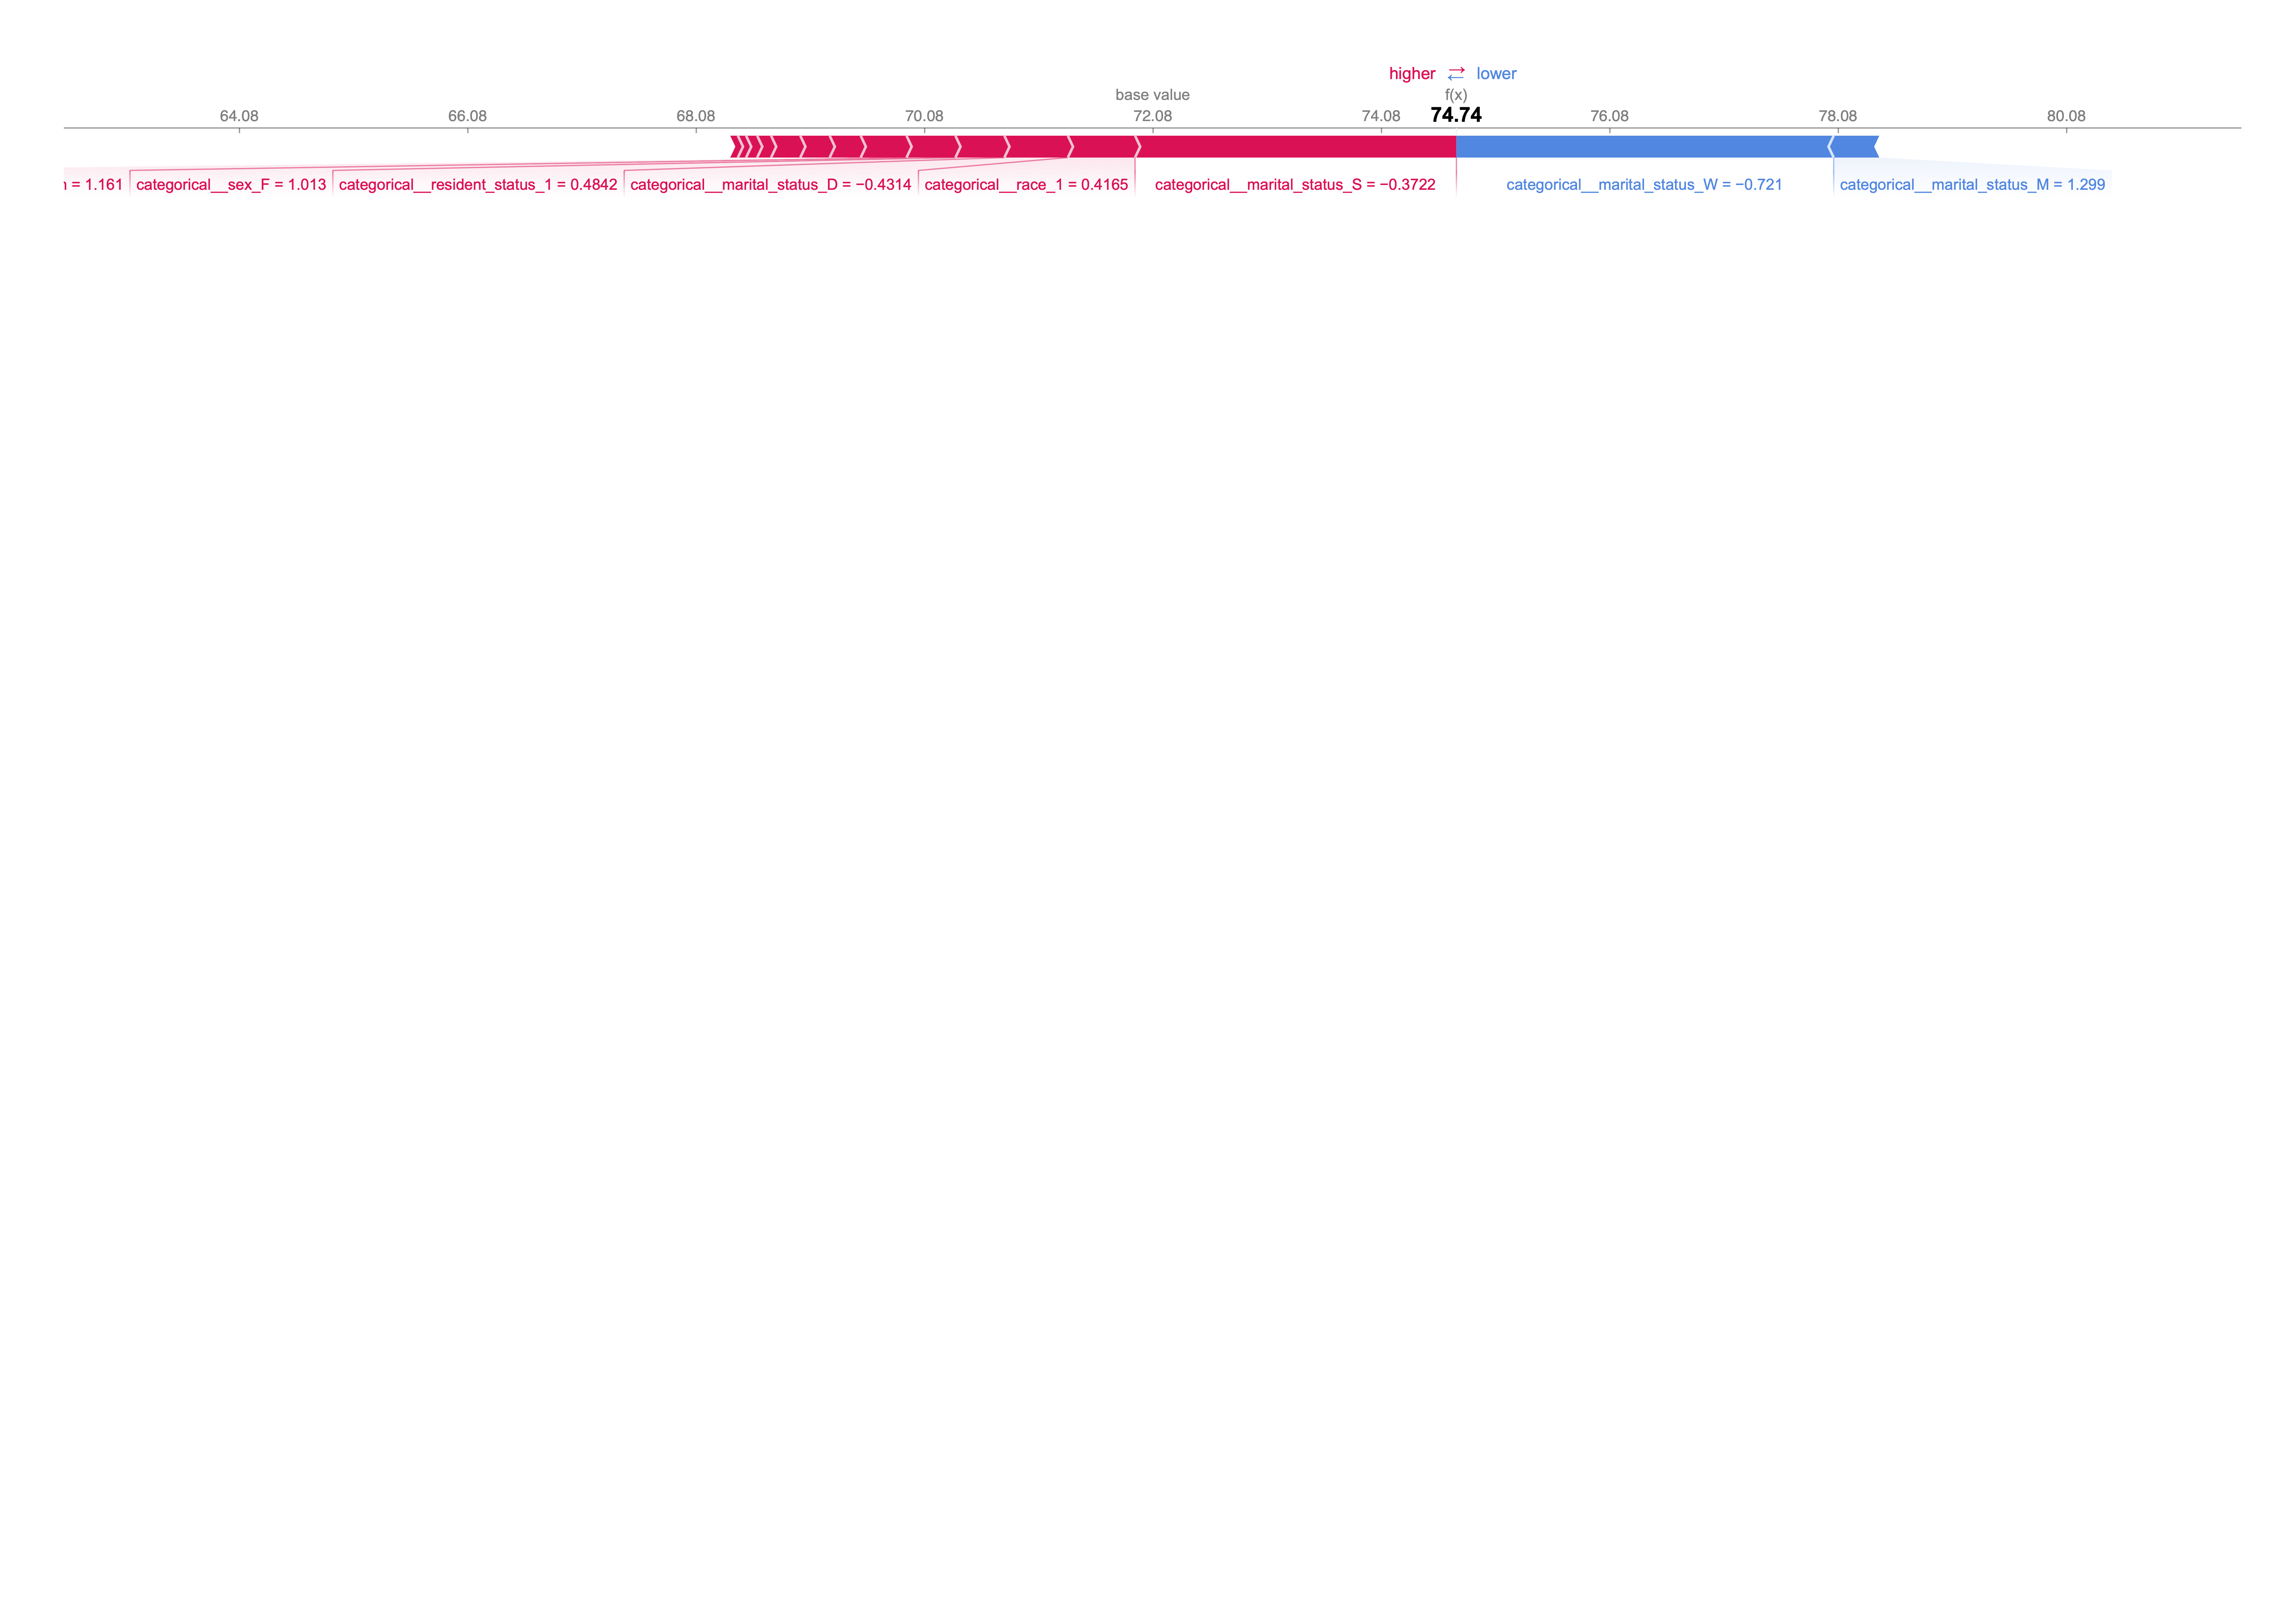 higher ⇄ lower
base value f(x)
64.08 66.08 68.08 70.08 72.08 74.08 74.74 76.08 78.08 80.08
= 1.161 categorical__sex_F = 1.013 categorical__resident_status_1 = 0.4842 categorical__marital_status_D = −0.4314 categorical__race_1 = 0.4165 categorical__marital_status_S = −0.3722 categorical__marital_status_W = −0.721 categorical__marital_status_M = 1.299